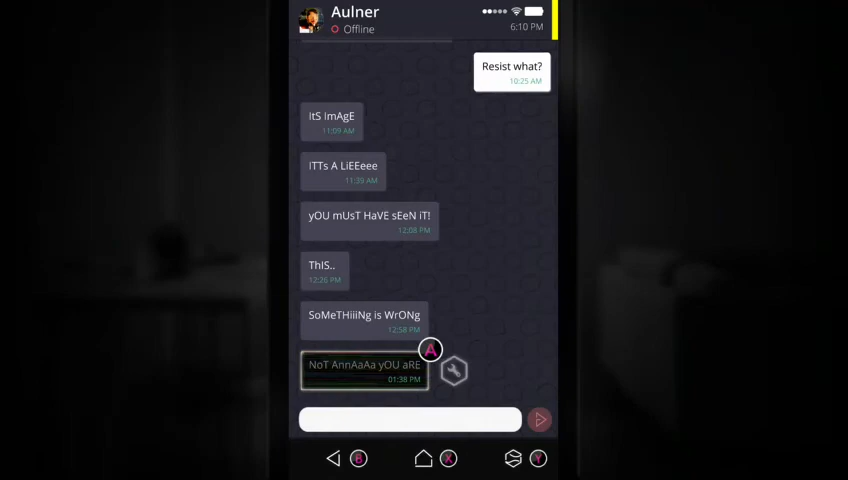 Aulner
Offline
6:10 PM
Resist what?
10:25 AM
ItS ImAgE
11:09 AM
ITTs A LiEEeee
11:39 AM
yOU mUsT HaVE sEeN iT!
12:08 PM
ThIS..
12:26 PM
SoMeTHiiiNg is WrONg
12:58 PM
A
NoT AnnAaAa yOU aRE
01:38 PM
B
X
Y